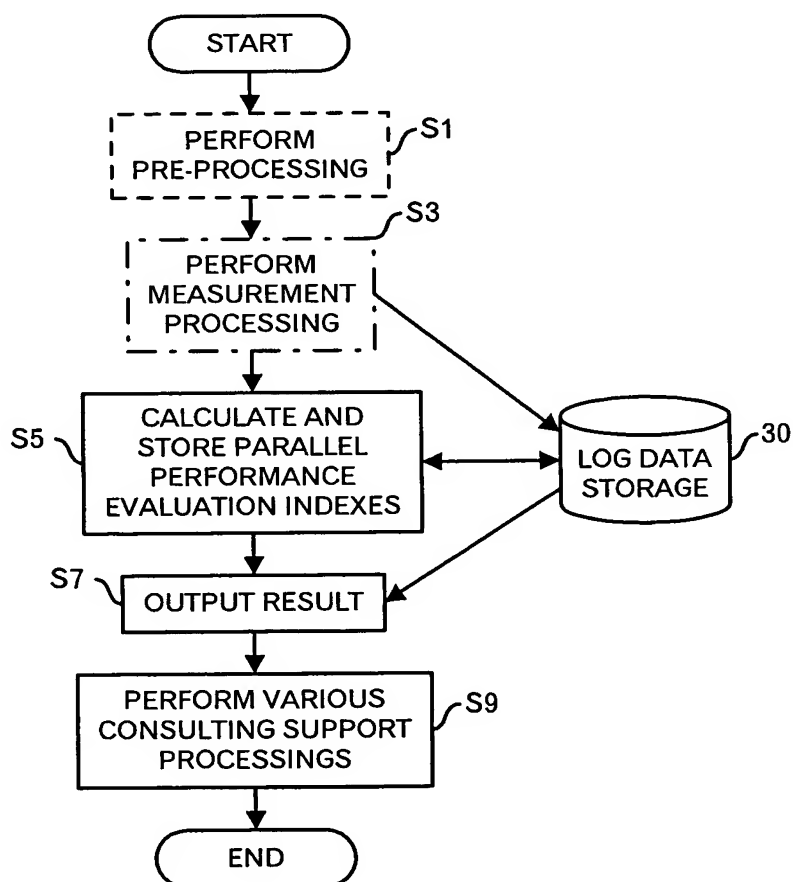 START
PERFORM
PRE-PROCESSING
S1
S3
PERFORM
MEASUREMENT
PROCESSING
S5
CALCULATE AND
STORE PARALLEL
PERFORMANCE
EVALUATION INDEXES
LOG DATA
STORAGE
30
S7
OUTPUT RESULT
PERFORM VARIOUS
CONSULTING SUPPORT
PROCESSINGS
S9
END